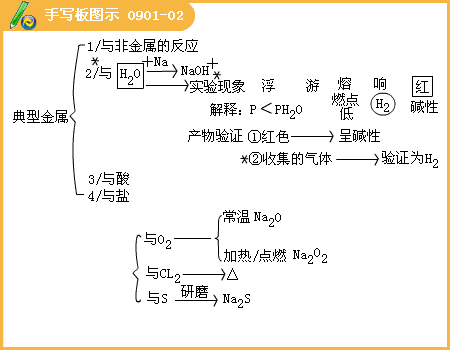 手写板图示 0901-02
1/与非金属的反应
*
2/与 H₂O +Na → NaOH + *
→ 实验现象 浮 游 熔 响 红
燃点低 H₂ 碱性
解释：P < PH₂O
典型金属
产物验证 ①红色 → 呈碱性
*②收集的气体 → 验证为H₂
3/与酸
4/与盐
常温 Na₂O
与O₂
加热/点燃 Na₂O₂
与CL₂ → △
与S 研磨 → Na₂S